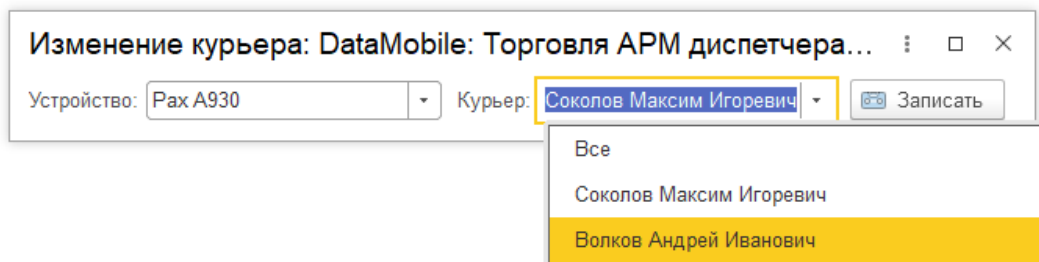 Изменение курьера: DataMobile: Торговля АРМ диспетчера...
Устройство: Pax A930 Курьер: Соколов Максим Игоревич Записать
Все
Соколов Максим Игоревич
Волков Андрей Иванович